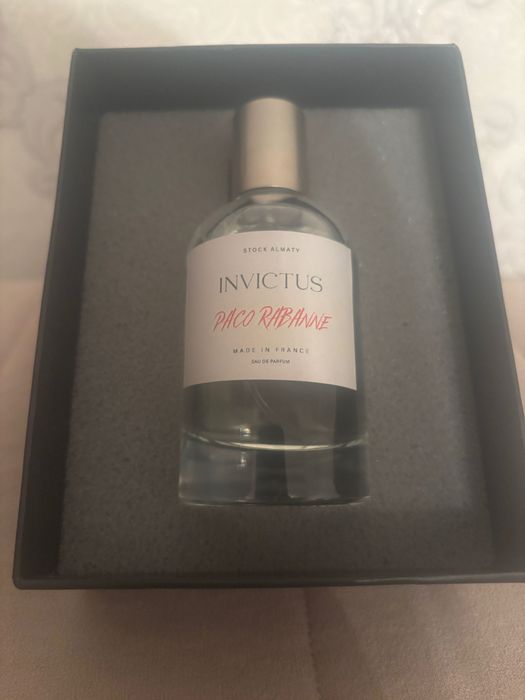 STOCK ALMATY
INVICTUS
PACO RABANNE
MADE IN FRANCE
EAU DE PARFUM